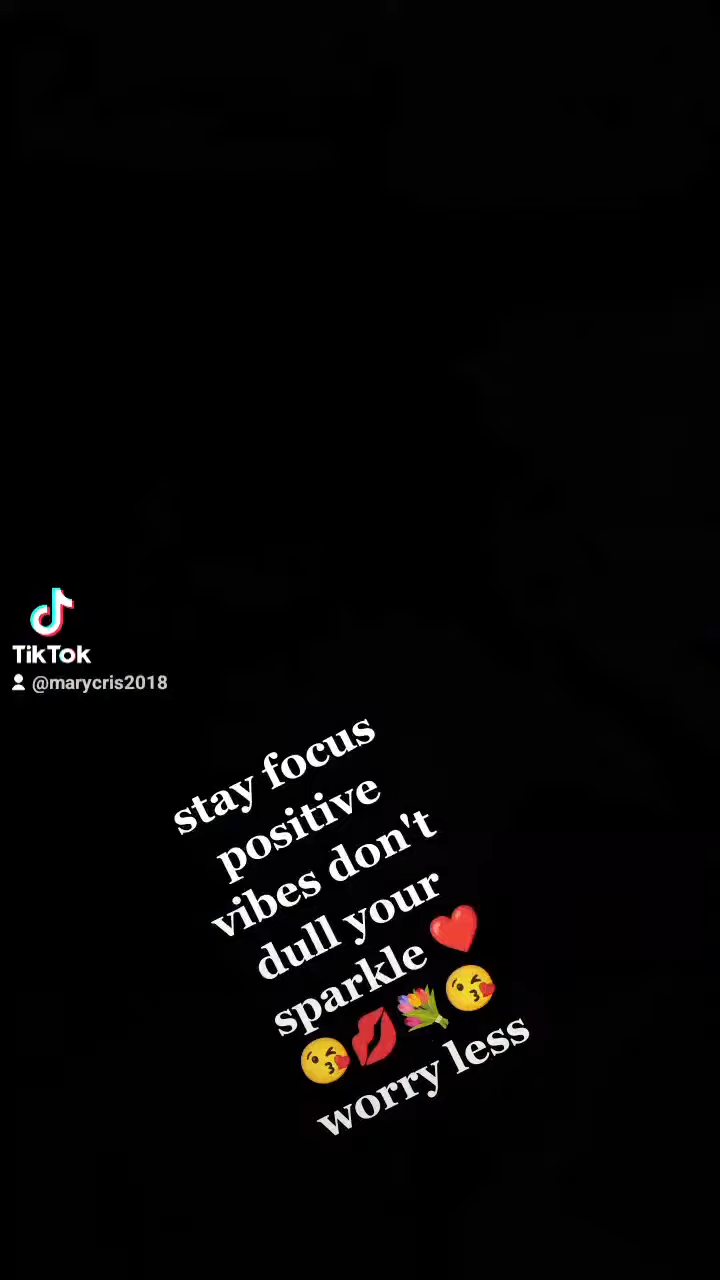 TikTok
@marycris2018
stay focus
positive
vibes don't
dull your
sparkle ❤️
😘💋💐😘
worry less